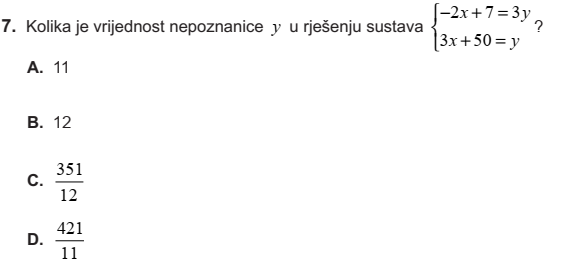 7. Kolika je vrijednost nepoznanice y u rješenju sustava {−2x + 7 = 3y
3x + 50 = y ?
A. 11
B. 12
C. 351/12
D. 421/11